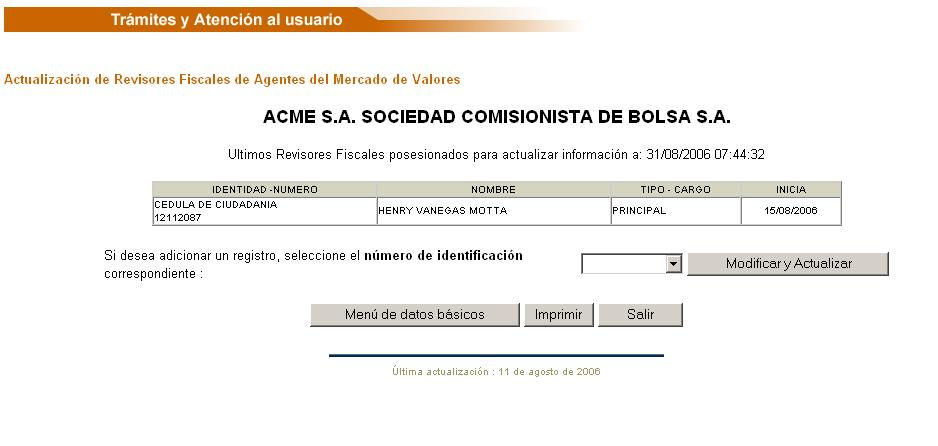 Trámites y Atención al usuario
Actualización de Revisores Fiscales de Agentes del Mercado de Valores
ACME S.A. SOCIEDAD COMISIONISTA DE BOLSA S.A.
Ultimos Revisores Fiscales posesionados para actualizar información a: 31/08/2006 07:44:32
IDENTIDAD -NUMERO NOMBRE TIPO - CARGO INICIA
CEDULA DE CIUDADANIA
12112087 HENRY VANEGAS MOTTA PRINCIPAL 15/08/2006
Si desea adicionar un registro, seleccione el número de identificación
correspondiente : Modificar y Actualizar
Menú de datos básicos Imprimir Salir
Última actualización : 11 de agosto de 2006